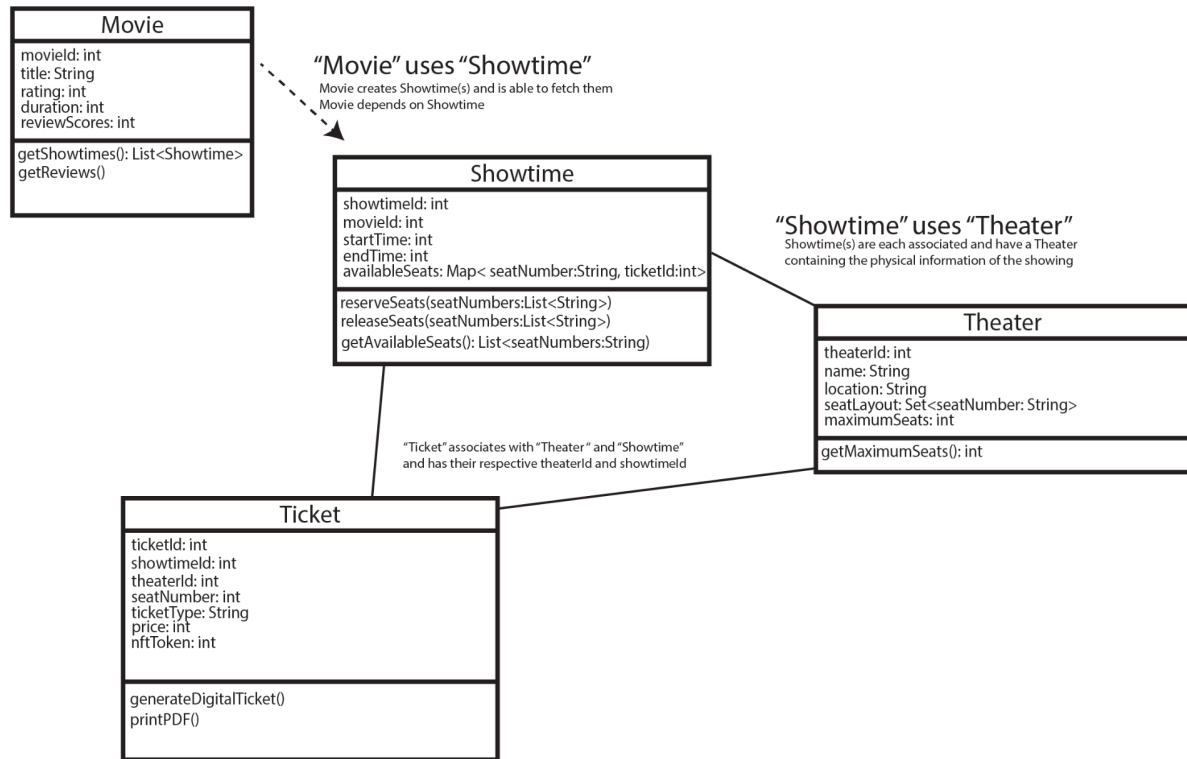 Movie
movieId: int
title: String
rating: int
duration: int
reviewScores: int
getShowtimes(): List<Showtime>
getReviews()
"Movie" uses "Showtime"
Movie creates Showtime(s) and is able to fetch them
Movie depends on Showtime
Showtime
showtimeId: int
movieId: int
startTime: int
endTime: int
availableSeats: Map< seatNumber:String, ticketId:int>
reserveSeats(seatNumbers:List<String>)
releaseSeats(seatNumbers:List<String>)
getAvailableSeats(): List<seatNumbers:String)
"Showtime" uses "Theater"
Showtime(s) are each associated and have a Theater
containing the physical information of the showing
Theater
theaterId: int
name: String
location: String
seatLayout: Set<seatNumber: String>
maximumSeats: int
getMaximumSeats(): int
"Ticket" associates with "Theater" and "Showtime"
and has their respective theaterId and showtimeId
Ticket
ticketId: int
showtimeId: int
theaterId: int
seatNumber: int
ticketType: String
price: int
nftToken: int
generateDigitalTicket()
printPDF()